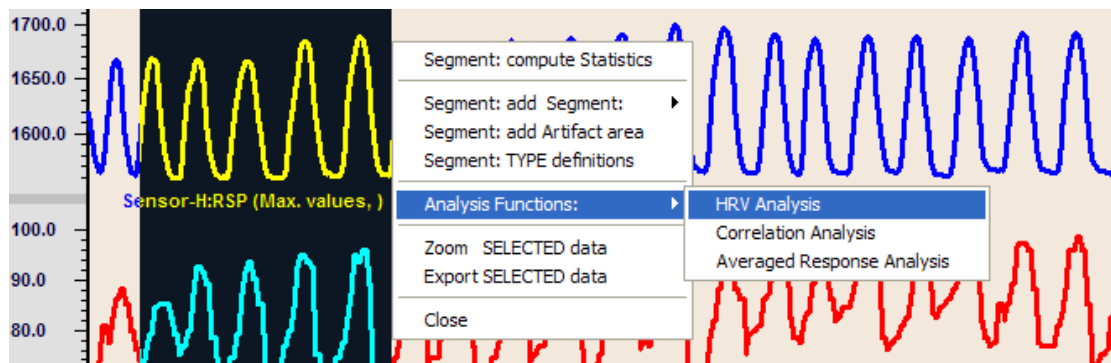 1700.0
1650.0
1600.0
Sensor-H:RSP (Max. values, )
100.0
90.0
80.0
Segment: compute Statistics
Segment: add  Segment:
Segment: add Artifact area
Segment: TYPE definitions
Analysis Functions:
Zoom   SELECTED data
Export SELECTED data
Close
HRV Analysis
Correlation Analysis
Averaged Response Analysis